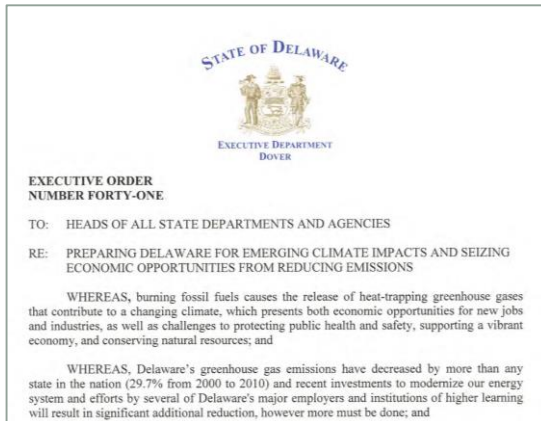 STATE OF DELAWARE
EXECUTIVE DEPARTMENT
DOVER
EXECUTIVE ORDER
NUMBER FORTY-ONE
TO: HEADS OF ALL STATE DEPARTMENTS AND AGENCIES
RE: PREPARING DELAWARE FOR EMERGING CLIMATE IMPACTS AND SEIZING
ECONOMIC OPPORTUNITIES FROM REDUCING EMISSIONS
WHEREAS, burning fossil fuels causes the release of heat-trapping greenhouse gases
that contribute to a changing climate, which presents both economic opportunities for new jobs
and industries, as well as challenges to protecting public health and safety, supporting a vibrant
economy, and conserving natural resources; and
WHEREAS, Delaware's greenhouse gas emissions have decreased by more than any
state in the nation (29.7% from 2000 to 2010) and recent investments to modernize our energy
system and efforts by several of Delaware's major employers and institutions of higher learning
will result in significant additional reduction, however more must be done; and